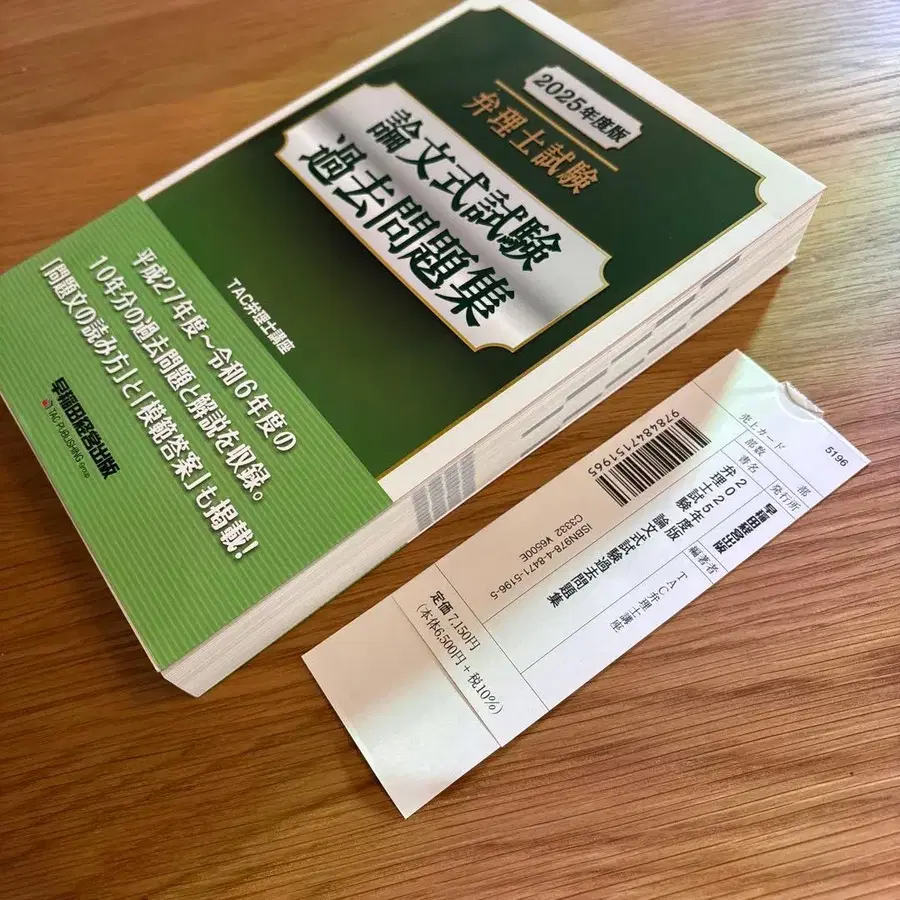 2025年度版
弁理士試験
論文式試験
過去問題集
TAC弁理士講座
平成27年度～令和6年度の
10年分の過去問題と解説を収録。
「問題文の読み方」と「模範答案」も掲載!
早稲田経営出版
TAC PUBLISHING Group
売上カード
5196
部数
部
書名
2025年度版
弁理士試験 論文式試験過去問題集
発行所
早稲田経営出版
編著者
TAC弁理士講座
9784847151965
ISBN978-4-8471-5196-5
C3332 ¥6500E
定価 7,150円
(本体6,500円+税10%)